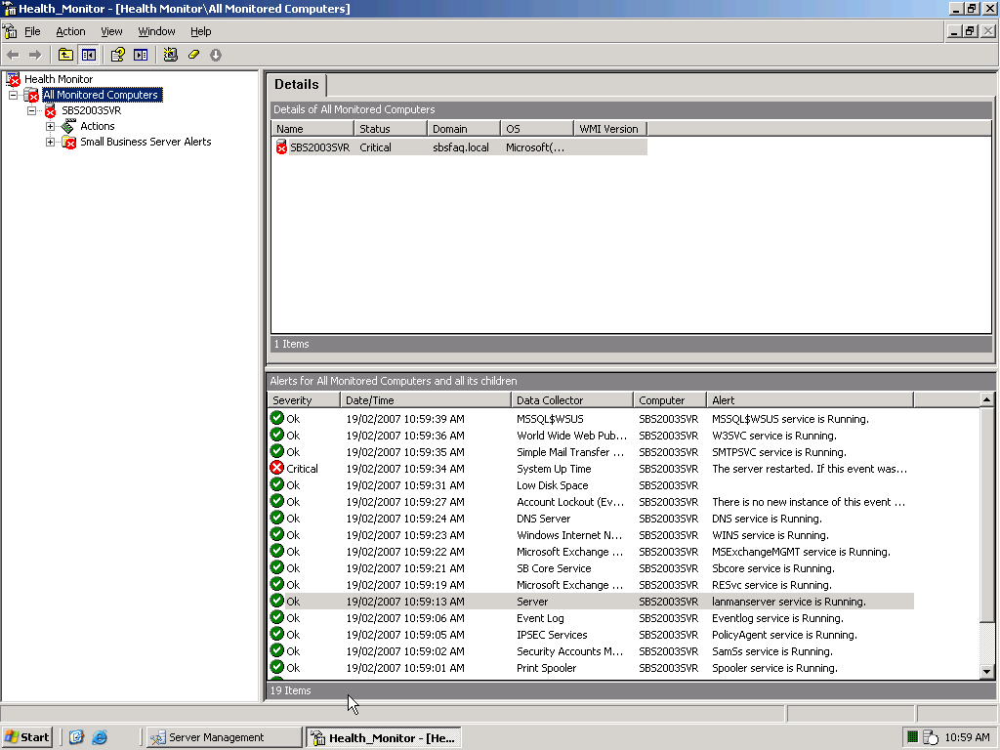 Health_Monitor - [Health Monitor\All Monitored Computers]
File Action View Window Help
Health Monitor
All Monitored Computers
SBS2003SVR
Actions
Small Business Server Alerts
Details
Details of All Monitored Computers
Name Status Domain OS WMI Version
SBS2003SVR Critical sbsfaq.local Microsoft(...
1 Items
Alerts for All Monitored Computers and all its children
Severity Date/Time Data Collector Computer Alert
Ok 19/02/2007 10:59:39 AM MSSQL$WSUS SBS2003SVR MSSQL$WSUS service is Running.
Ok 19/02/2007 10:59:36 AM World Wide Web Pub... SBS2003SVR W3SVC service is Running.
Ok 19/02/2007 10:59:35 AM Simple Mail Transfer ... SBS2003SVR SMTPSVC service is Running.
Critical 19/02/2007 10:59:34 AM System Up Time SBS2003SVR The server restarted. If this event was...
Ok 19/02/2007 10:59:31 AM Low Disk Space SBS2003SVR
Ok 19/02/2007 10:59:27 AM Account Lockout (Ev... SBS2003SVR There is no new instance of this event ...
Ok 19/02/2007 10:59:24 AM DNS Server SBS2003SVR DNS service is Running.
Ok 19/02/2007 10:59:23 AM Windows Internet N... SBS2003SVR WINS service is Running.
Ok 19/02/2007 10:59:22 AM Microsoft Exchange ... SBS2003SVR MSExchangeMGMT service is Running.
Ok 19/02/2007 10:59:21 AM SB Core Service SBS2003SVR Sbcore service is Running.
Ok 19/02/2007 10:59:19 AM Microsoft Exchange ... SBS2003SVR RESvc service is Running.
Ok 19/02/2007 10:59:13 AM Server SBS2003SVR lanmanserver service is Running.
Ok 19/02/2007 10:59:06 AM Event Log SBS2003SVR Eventlog service is Running.
Ok 19/02/2007 10:59:05 AM IPSEC Services SBS2003SVR PolicyAgent service is Running.
Ok 19/02/2007 10:59:02 AM Security Accounts M... SBS2003SVR SamSs service is Running.
Ok 19/02/2007 10:59:01 AM Print Spooler SBS2003SVR Spooler service is Running.
19 Items
Start Server Management Health_Monitor - [He... 10:59 AM